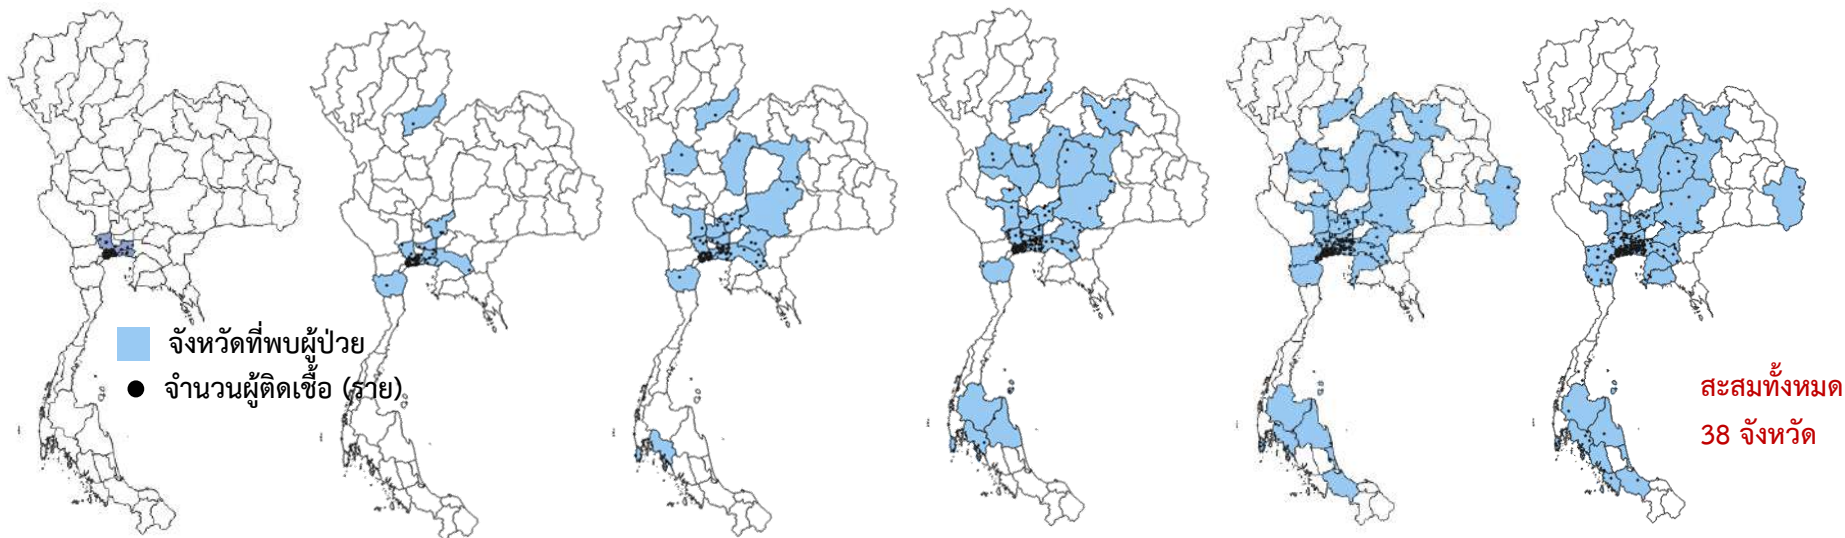 จังหวัดที่พบผู้ป่วย
จำนวนผู้ติดเชื้อ (ราย)
สะสมทั้งหมด
38 จังหวัด